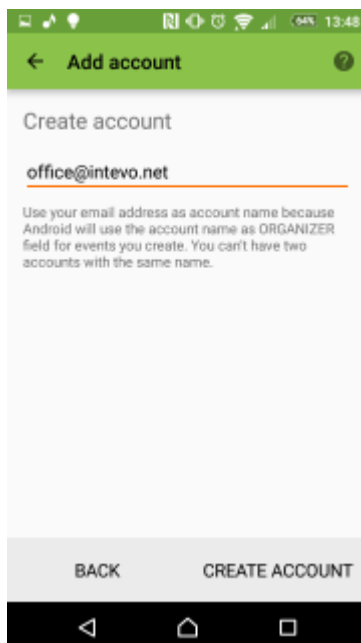 64% 13:48
Add account
Create account
office@intevo.net
Use your email address as account name because
Android will use the account name as ORGANIZER
field for events you create. You can't have two
accounts with the same name.
BACK CREATE ACCOUNT